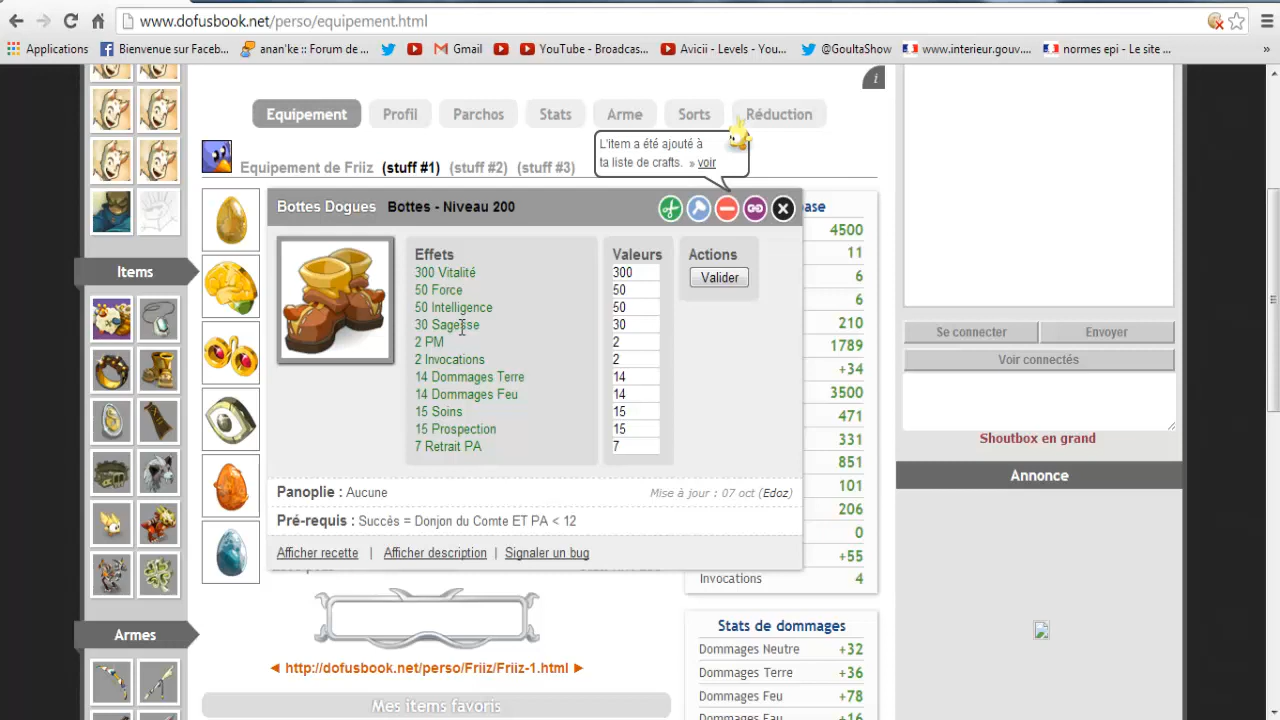 www.dofusbook.net/perso/equipement.html
Applications Bienvenue sur Faceb... anan'ke :: Forum de ... Gmail YouTube - Broadcas... Avicii - Levels - You... @GoultaShow www.interieur.gouv.... normes epi - Le site ... »
Equipement Profil Parchos Stats Arme Sorts Réduction
i
L'item a été ajouté à
ta liste de crafts. » voir
Equipement de Friiz (stuff #1) (stuff #2) (stuff #3)
Bottes Dogues Bottes - Niveau 200
Effets Valeurs Actions
300 Vitalité 300 Valider
50 Force 50
50 Intelligence 50
30 Sagesse 30
2 PM 2
2 Invocations 2
14 Dommages Terre 14
14 Dommages Feu 14
15 Soins 15
15 Prospection 15
7 Retrait PA 7
Panoplie : Aucune Mise à jour : 07 oct (Edoz)
Pré-requis : Succès = Donjon du Comte ET PA < 12
Afficher recette | Afficher description | Signaler un bug
Items
Armes
base
4500
11
6
6
210
1789
+34
3500
471
331
851
101
206
0
+55
Invocations 4
Stats de dommages
Dommages Neutre +32
Dommages Terre +36
Dommages Feu +78
Dommages Eau +16
http://dofusbook.net/perso/Friiz/Friiz-1.html
Mes items favoris
Se connecter Envoyer
Voir connectés
Shoutbox en grand
Annonce